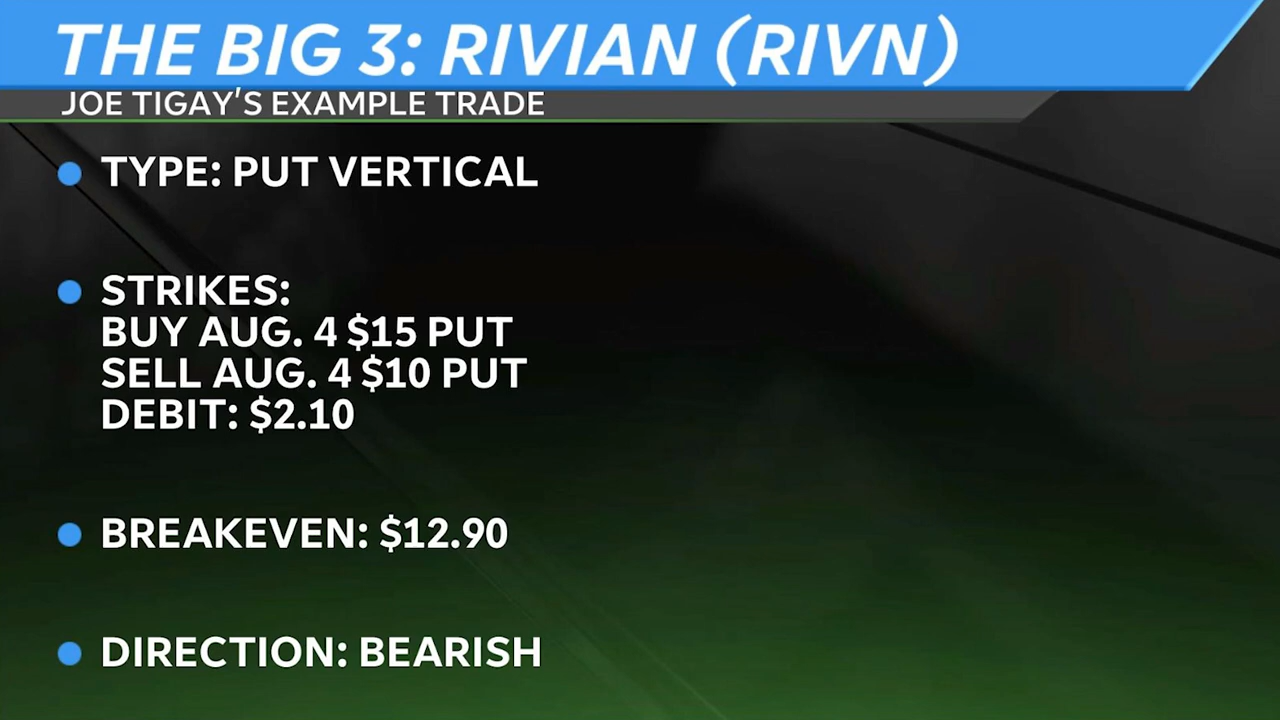 THE BIG 3: RIVIAN (RIVN)
JOE TIGAY'S EXAMPLE TRADE
TYPE: PUT VERTICAL
STRIKES:
BUY AUG. 4 $15 PUT
SELL AUG. 4 $10 PUT
DEBIT: $2.10
BREAKEVEN: $12.90
DIRECTION: BEARISH